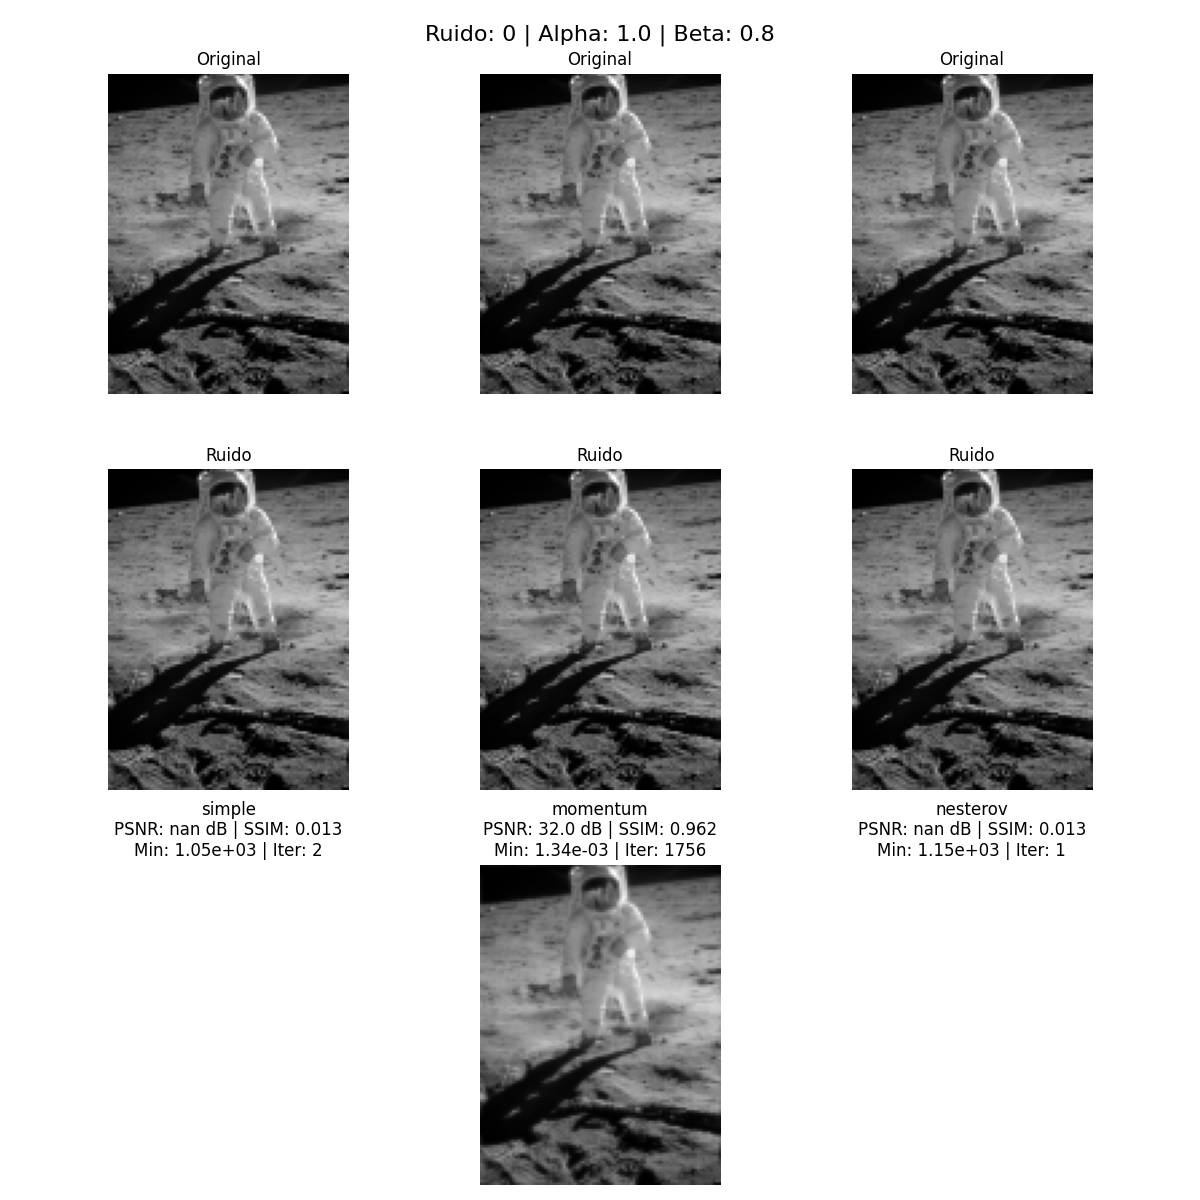 Ruido: 0 | Alpha: 1.0 | Beta: 0.8
Original
Original
Original
Ruido
Ruido
Ruido
simple
PSNR: nan dB | SSIM: 0.013
Min: 1.05e+03 | Iter: 2
momentum
PSNR: 32.0 dB | SSIM: 0.962
Min: 1.34e-03 | Iter: 1756
nesterov
PSNR: nan dB | SSIM: 0.013
Min: 1.15e+03 | Iter: 1